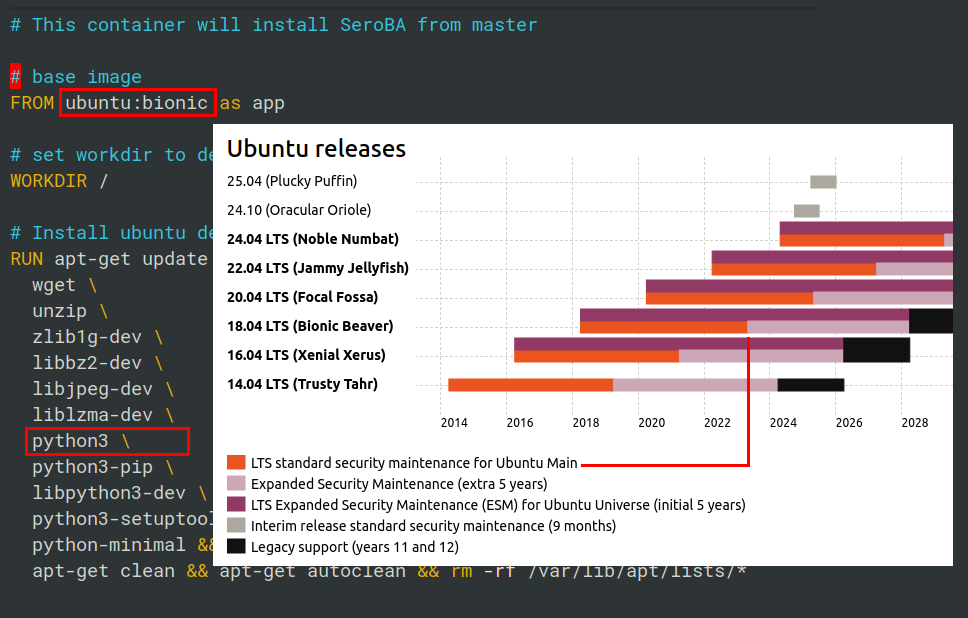 # This container will install SeroBA from master
# base image
FROM ubuntu:bionic as app
# set workdir to de
WORKDIR /
# Install ubuntu de
RUN apt-get update
wget \
unzip \
zlib1g-dev \
libbz2-dev \
libjpeg-dev \
liblzma-dev \
python3 \
python3-pip \
libpython3-dev \
python3-setuptool
python-minimal &&
apt-get clean && apt-get autoclean && rm -rf /var/lib/apt/lists/*
Ubuntu releases
25.04 (Plucky Puffin)
24.10 (Oracular Oriole)
24.04 LTS (Noble Numbat)
22.04 LTS (Jammy Jellyfish)
20.04 LTS (Focal Fossa)
18.04 LTS (Bionic Beaver)
16.04 LTS (Xenial Xerus)
14.04 LTS (Trusty Tahr)
2014 2016 2018 2020 2022 2024 2026 2028
LTS standard security maintenance for Ubuntu Main
Expanded Security Maintenance (extra 5 years)
LTS Expanded Security Maintenance (ESM) for Ubuntu Universe (initial 5 years)
Interim release standard security maintenance (9 months)
Legacy support (years 11 and 12)